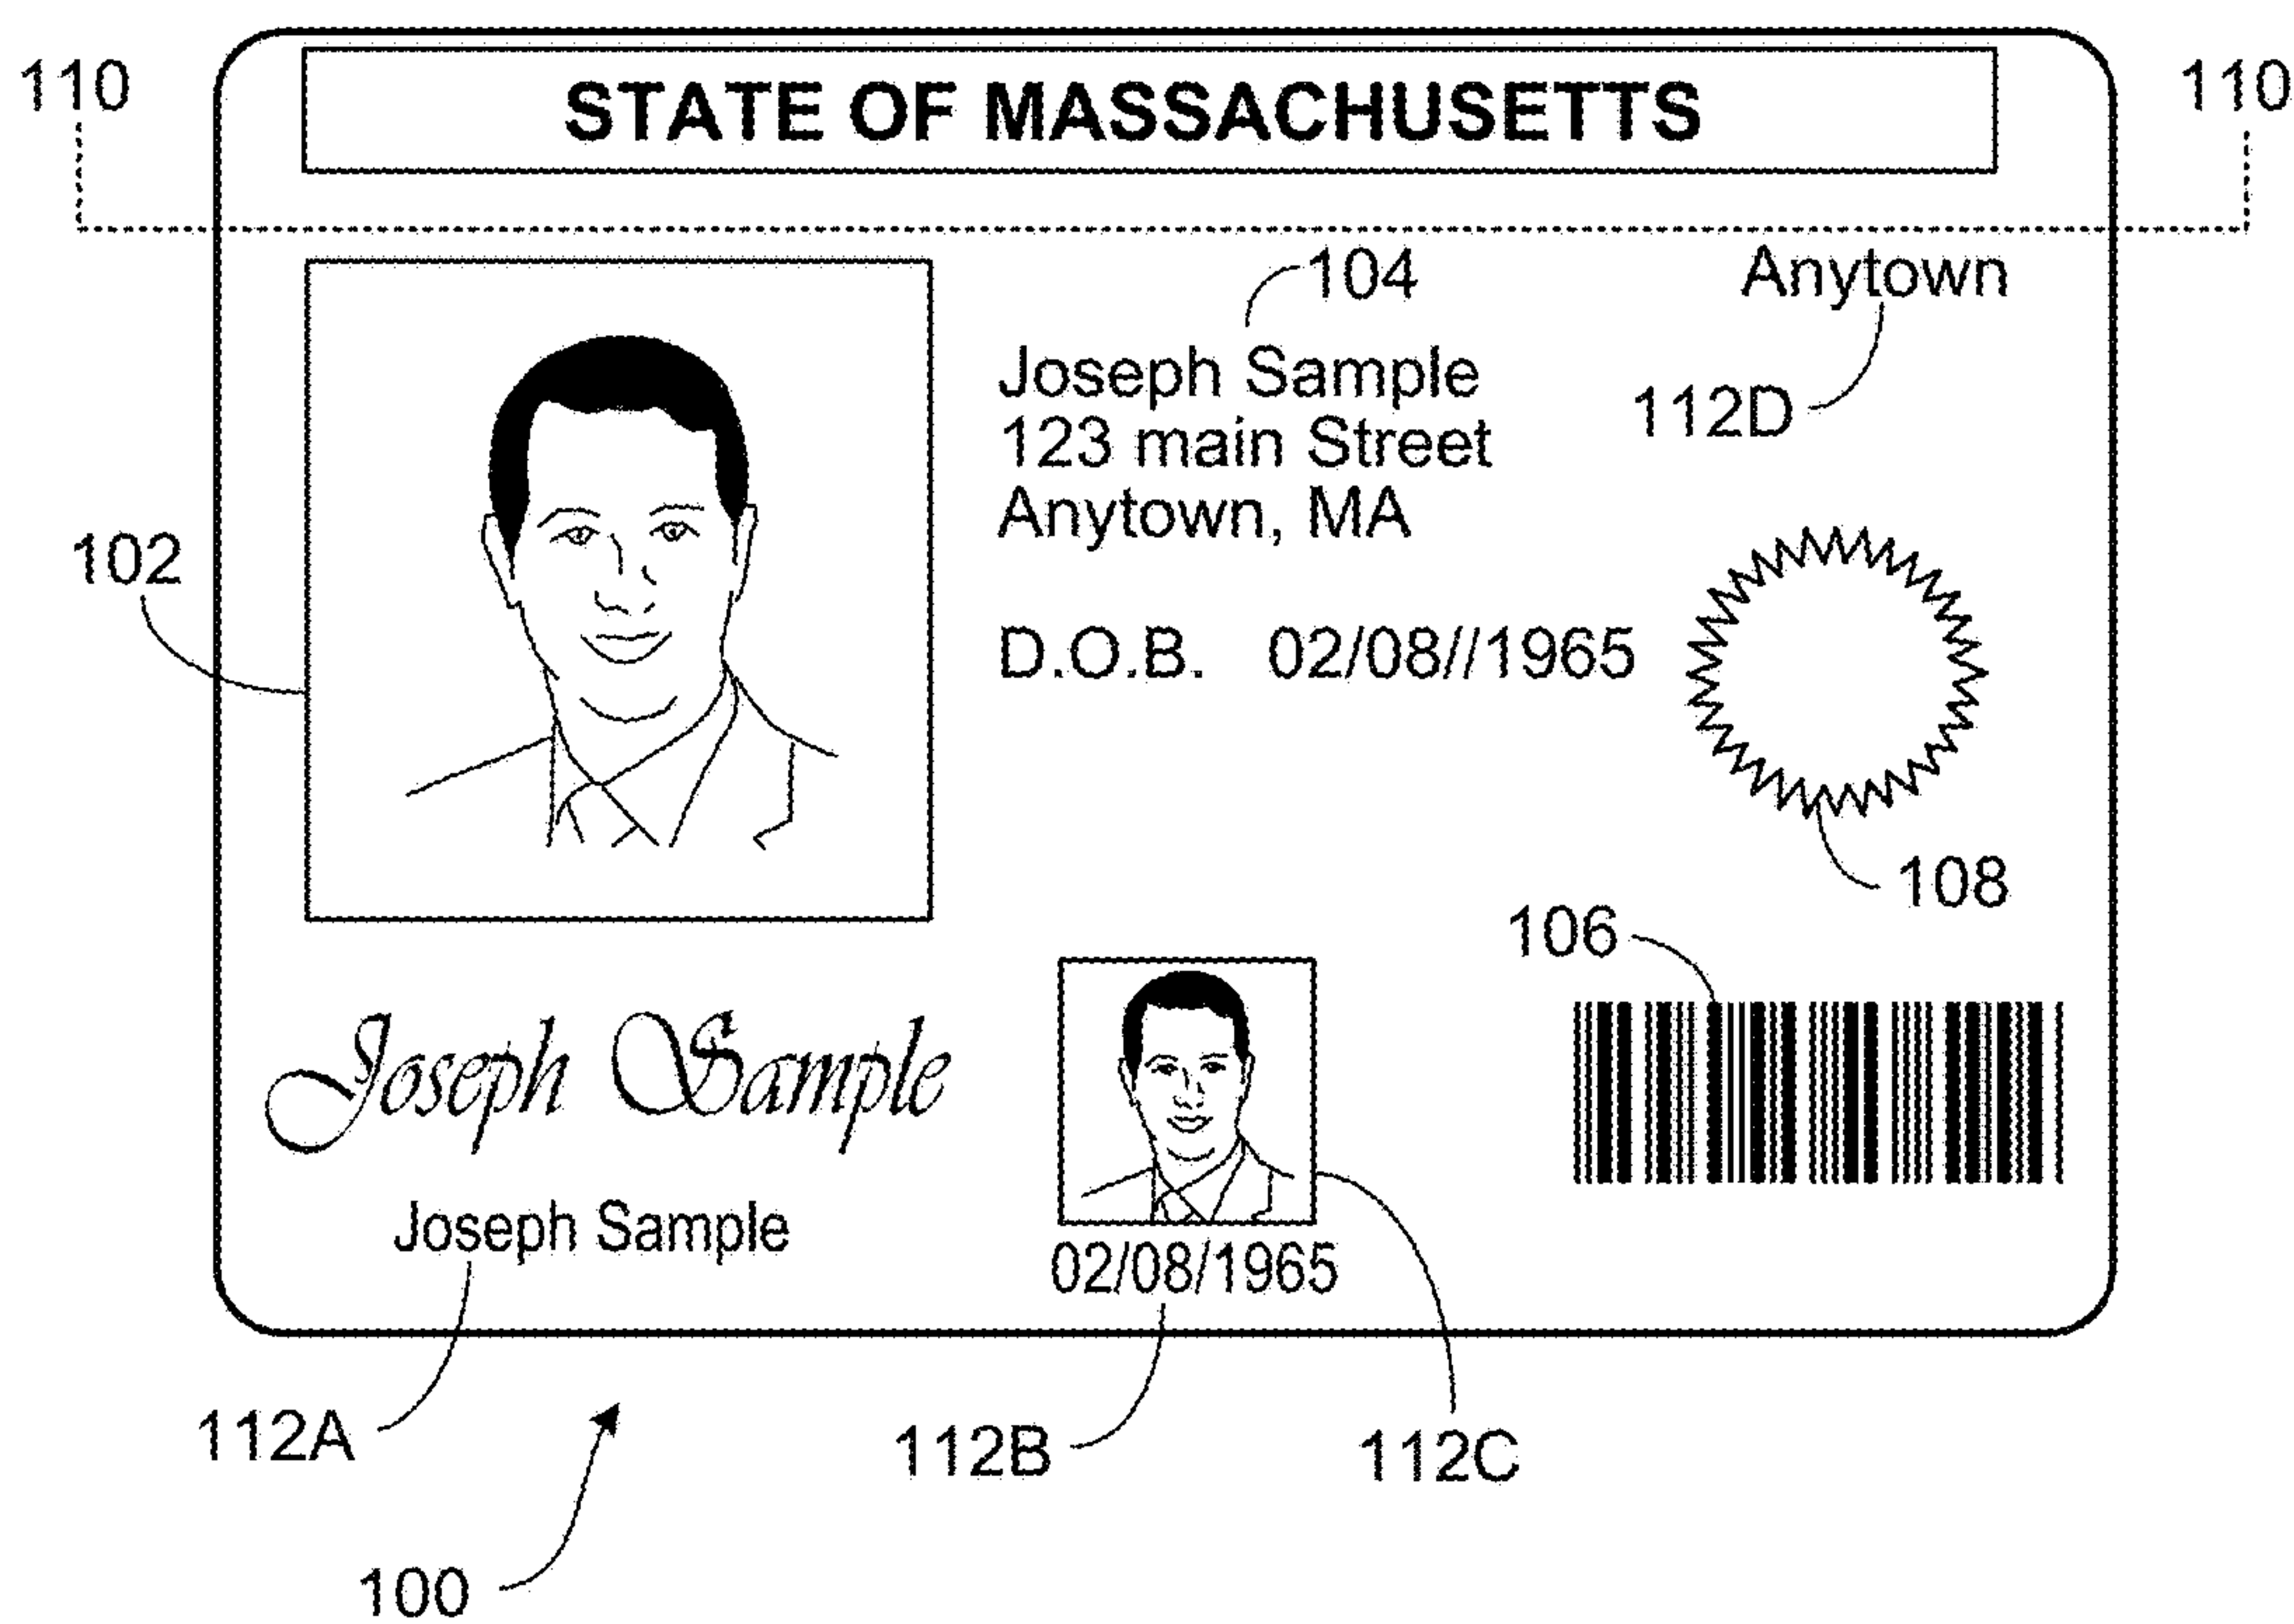 110
STATE OF MASSACHUSETTS
110
104
Anytown
Joseph Sample
112D
123 main Street
Anytown, MA
102
D.O.B. 02/08//1965
108
106
Joseph Sample
Joseph Sample
02/08/1965
112A
112B
112C
100